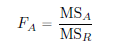 F_A = MS_A / MS_R